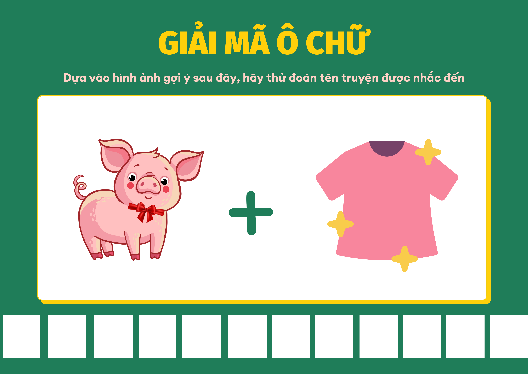 GIẢI MÃ Ô CHỮ
Dựa vào hình ảnh gợi ý sau đây, hãy thử đoán tên truyện được nhắc đến